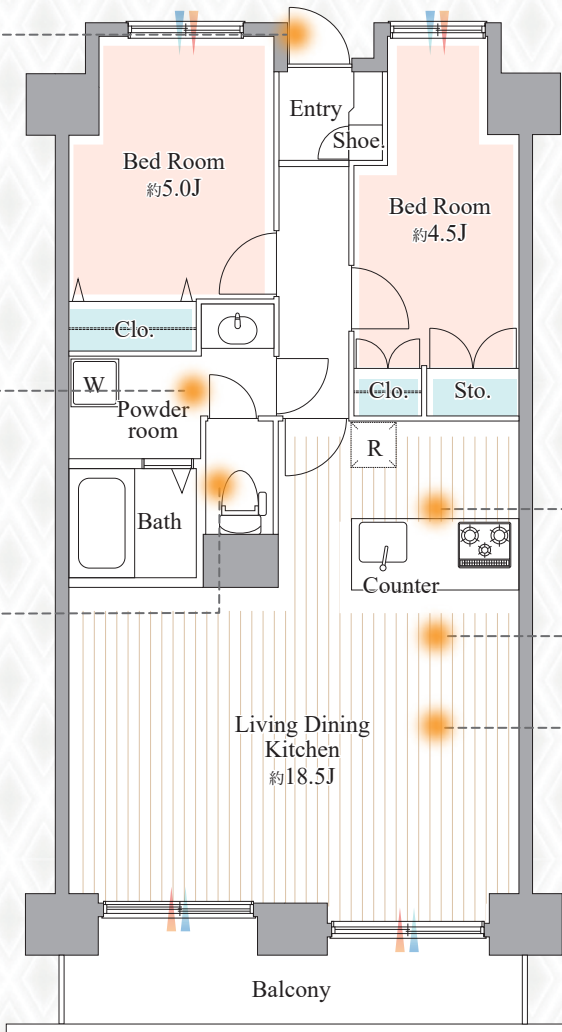 Entry
Shoe.
Bed Room
約5.0J
Bed Room
約4.5J
Clo.
W
Powder
room
Clo.
Sto.
R
Bath
Counter
Living Dining
Kitchen
約18.5J
Balcony